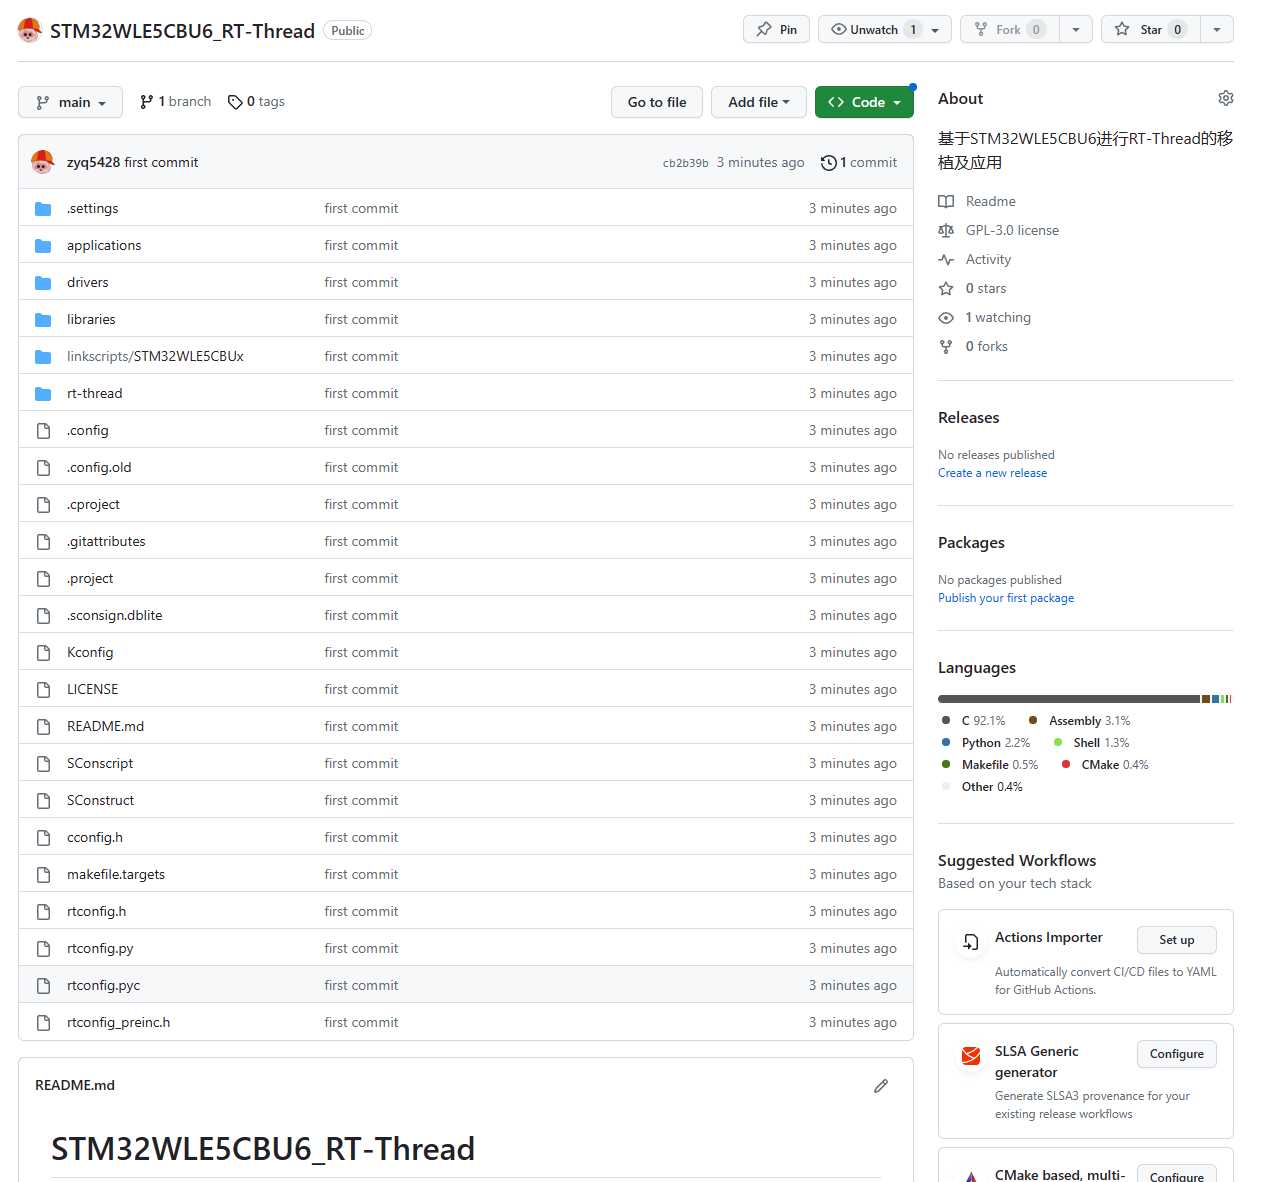 STM32WLE5CBU6_RT-Thread Public Pin Unwatch 1 Fork 0 Star 0
main 1 branch 0 tags Go to file Add file Code
zyq5428 first commit cb2b39b 3 minutes ago 1 commit
.settings first commit 3 minutes ago
applications first commit 3 minutes ago
drivers first commit 3 minutes ago
libraries first commit 3 minutes ago
linkscripts/STM32WLE5CBUx first commit 3 minutes ago
rt-thread first commit 3 minutes ago
.config first commit 3 minutes ago
.config.old first commit 3 minutes ago
.cproject first commit 3 minutes ago
.gitattributes first commit 3 minutes ago
.project first commit 3 minutes ago
.sconsign.dblite first commit 3 minutes ago
Kconfig first commit 3 minutes ago
LICENSE first commit 3 minutes ago
README.md first commit 3 minutes ago
SConscript first commit 3 minutes ago
SConstruct first commit 3 minutes ago
cconfig.h first commit 3 minutes ago
makefile.targets first commit 3 minutes ago
rtconfig.h first commit 3 minutes ago
rtconfig.py first commit 3 minutes ago
rtconfig.pyc first commit 3 minutes ago
rtconfig_preinc.h first commit 3 minutes ago
README.md
STM32WLE5CBU6_RT-Thread
About
基于STM32WLE5CBU6进行RT-Thread的移
植及应用
Readme
GPL-3.0 license
Activity
0 stars
1 watching
0 forks
Releases
No releases published
Create a new release
Packages
No packages published
Publish your first package
Languages
C 92.1% Assembly 3.1%
Python 2.2% Shell 1.3%
Makefile 0.5% CMake 0.4%
Other 0.4%
Suggested Workflows
Based on your tech stack
Actions Importer Set up
Automatically convert CI/CD files to YAML
for GitHub Actions.
SLSA Generic Configure
generator
Generate SLSA3 provenance for your
existing release workflows
CMake based, multi- Configure